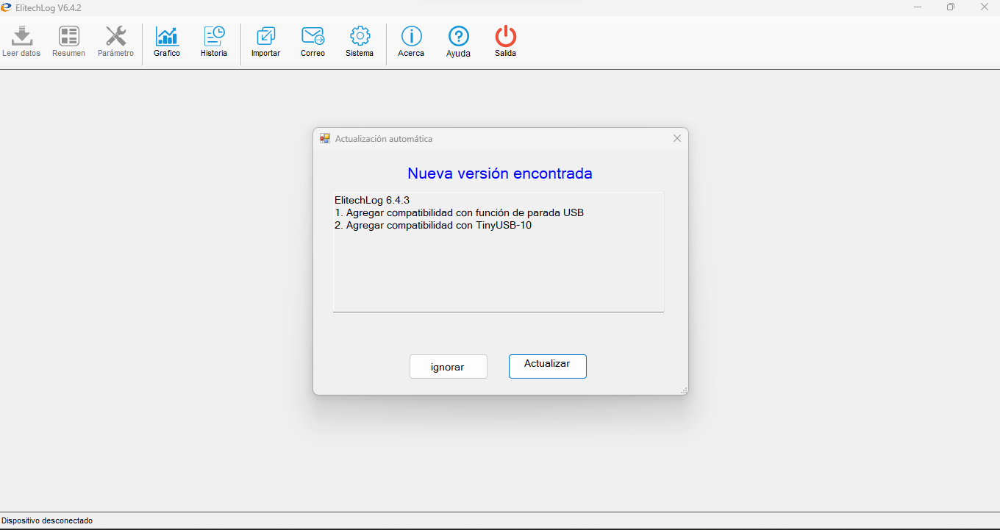 ElitechLog V6.4.2
Leer datos Resumen Parámetro Grafico Historia Importar Correo Sistema Acerca Ayuda Salida
Actualización automática
Nueva versión encontrada
ElitechLog 6.4.3
1. Agregar compatibilidad con función de parada USB
2. Agregar compatibilidad con TinyUSB-10
ignorar Actualizar
Dispositivo desconectado